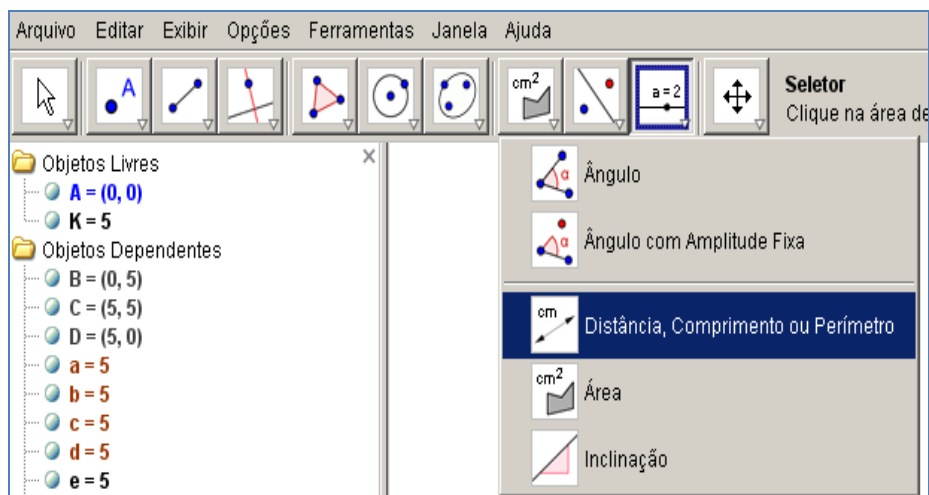 Arquivo Editar Exibir Opções Ferramentas Janela Ajuda
A
cm²
a = 2
Seletor
Clique na área de
Objetos Livres
A = (0, 0)
K = 5
Objetos Dependentes
B = (0, 5)
C = (5, 5)
D = (5, 0)
a = 5
b = 5
c = 5
d = 5
e = 5
α Ângulo
α Ângulo com Amplitude Fixa
cm Distância, Comprimento ou Perímetro
cm² Área
Inclinação